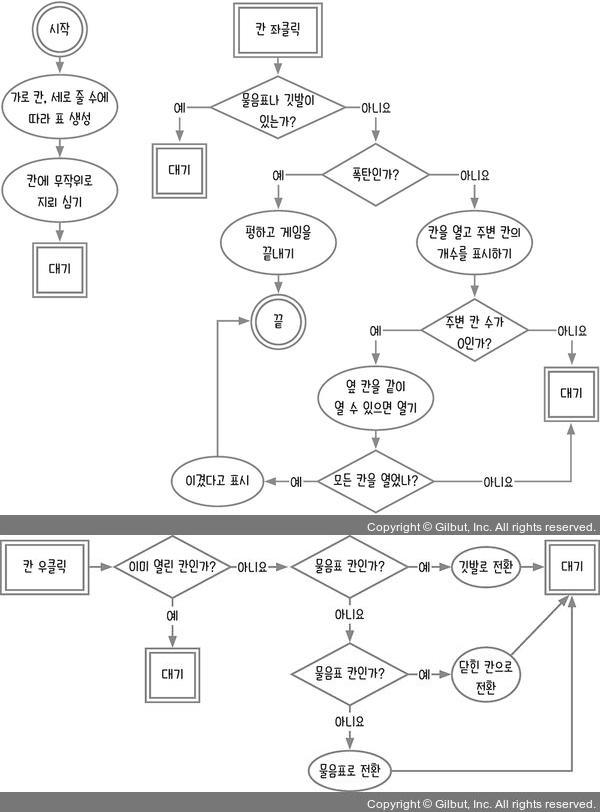 시작
가로 칸, 세로 줄 수에
따라 표 생성
칸에 무작위로
지뢰 심기
대기
칸 좌클릭
물음표나 깃발이
있는가?
예
아니요
대기
폭탄인가?
예
아니요
펑하고 게임을
끝내기
칸을 열고 주변 칸의
개수를 표시하기
끝
주변 칸 수가
0인가?
예
아니요
옆 칸을 같이
열 수 있으면 열기
대기
모든 칸을 열었나?
예
아니요
이겼다고 표시
Copyright © Gilbut, Inc. All rights reserved.
칸 우클릭
이미 열린 칸인가?
아니요
물음표 칸인가?
예
깃발로 전환
대기
예
아니요
대기
물음표 칸인가?
예
닫힌 칸으로
전환
아니요
물음표로 전환
Copyright © Gilbut, Inc. All rights reserved.